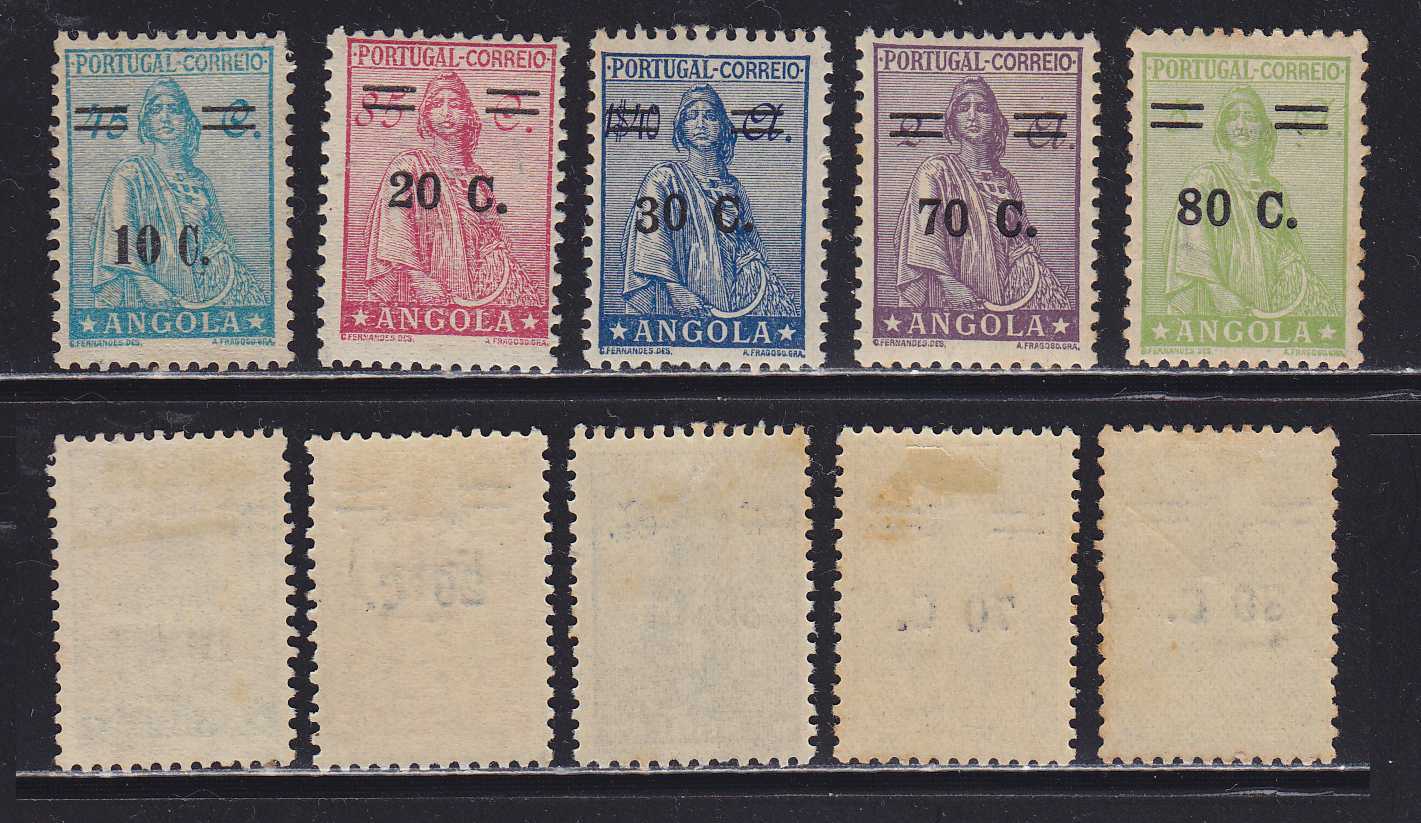 PORTUGAL-CORREIO
45 C.
10 C.
★ ANGOLA ★
C.FERNANDES.DES. A.FRAGOSO.GRA.
PORTUGAL-CORREIO
85 C.
20 C.
★ ANGOLA ★
C.FERNANDES.DES. A.FRAGOSO.GRA.
PORTUGAL-CORREIO
1$40 A.
30 C.
★ ANGOLA ★
C.FERNANDES.DES. A.FRAGOSO.GRA.
PORTUGAL-CORREIO
2 A.
70 C.
★ ANGOLA ★
C.FERNANDES.DES. A.FRAGOSO.GRA.
PORTUGAL-CORREIO
80 C.
★ ANGOLA ★
C.FERNANDES.DES. A.FRAGOSO.GRA.